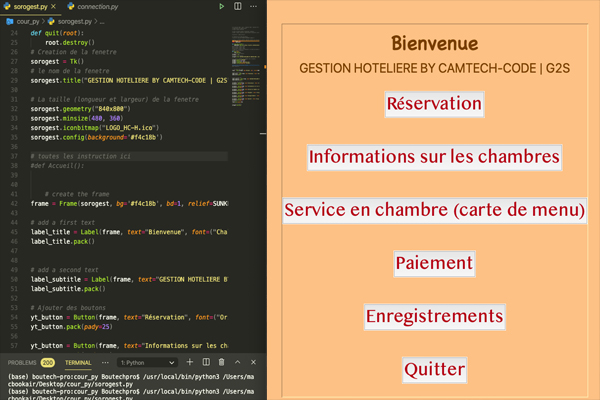 sorogest.py
connection.py
cour_py > sorogest.py > ...
24 def quit(root):
25 root.destroy()
26 # Creation de la fenetre
27 sorogest = Tk()
28 # le nom de la fenetre
29 sorogest.title("GESTION HOTELIERE BY CAMTECH-CODE | G2S
30
31 # La taille (longueur et largeur) de la fenetre
32 sorogest.geometry("840x800")
33 sorogest.minsize(480, 360)
34 sorogest.iconbitmap("LOGO_HC-H.ico")
35 sorogest.config(background='#f4c18b')
36
37 # toutes les instruction ici
38 #def Accueil():
39
40
41 # create the frame
42 frame = Frame(sorogest, bg='#f4c18b', bd=1, relief=SUNK
43
44 # add a first text
45 label_title = Label(frame, text="Bienvenue", font=("Cha
46 label_title.pack()
47
48
49 # add a second text
50 label_subtitle = Label(frame, text="GESTION HOTELIERE B
51 label_subtitle.pack()
52
53 # Ajouter des boutons
54 yt_button = Button(frame, text="Réservation", font=("Or
55 yt_button.pack(pady=25)
56
57 yt_button = Button(frame, text="Informations sur les ch
PROBLEMS 200 TERMINAL ... 1: Python
(base) boutech-pro:cour_py Boutechpro$ /usr/local/bin/python3 /Users/ma
cbookair/Desktop/cour_py/sorogest.py
(base) boutech-pro:cour_py Boutechpro$ /usr/local/bin/python3 /Users/ma
cbookair/Desktop/cour_py/sorogest.py
Bienvenue
GESTION HOTELIERE BY CAMTECH-CODE | G2S
Réservation
Informations sur les chambres
Service en chambre (carte de menu)
Paiement
Enregistrements
Quitter